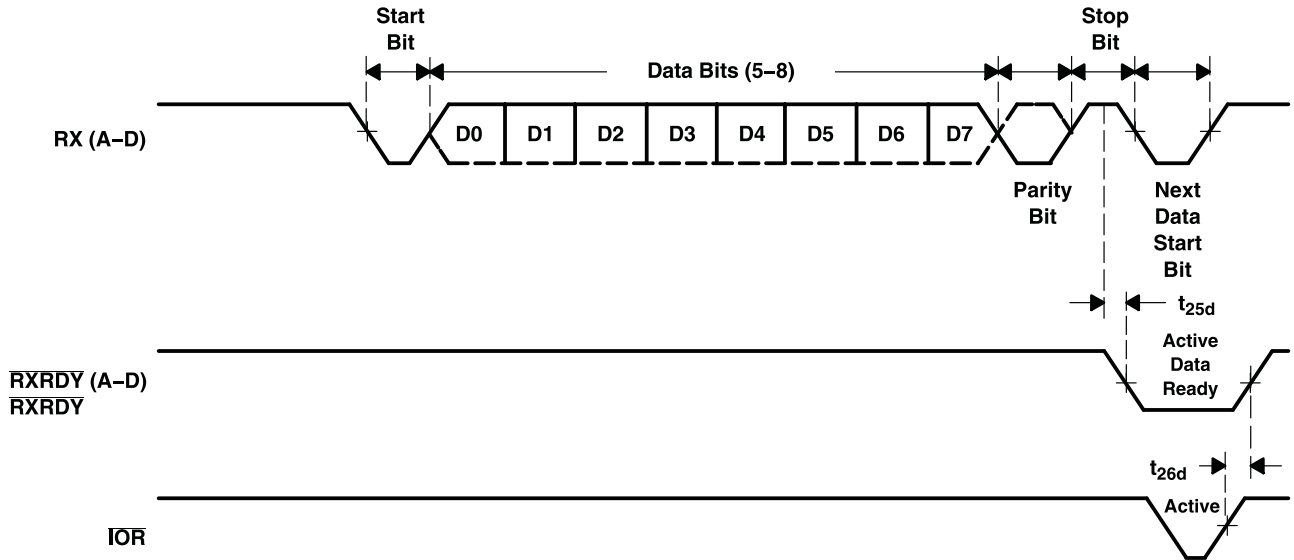 Start
Bit
Stop
Bit
Data Bits (5–8)
RX (A–D)
D0 D1 D2 D3 D4 D5 D6 D7
Parity
Bit
Next
Data
Start
Bit
t25d
RXRDY (A–D)
RXRDY
Active
Data
Ready
t26d
IOR
Active